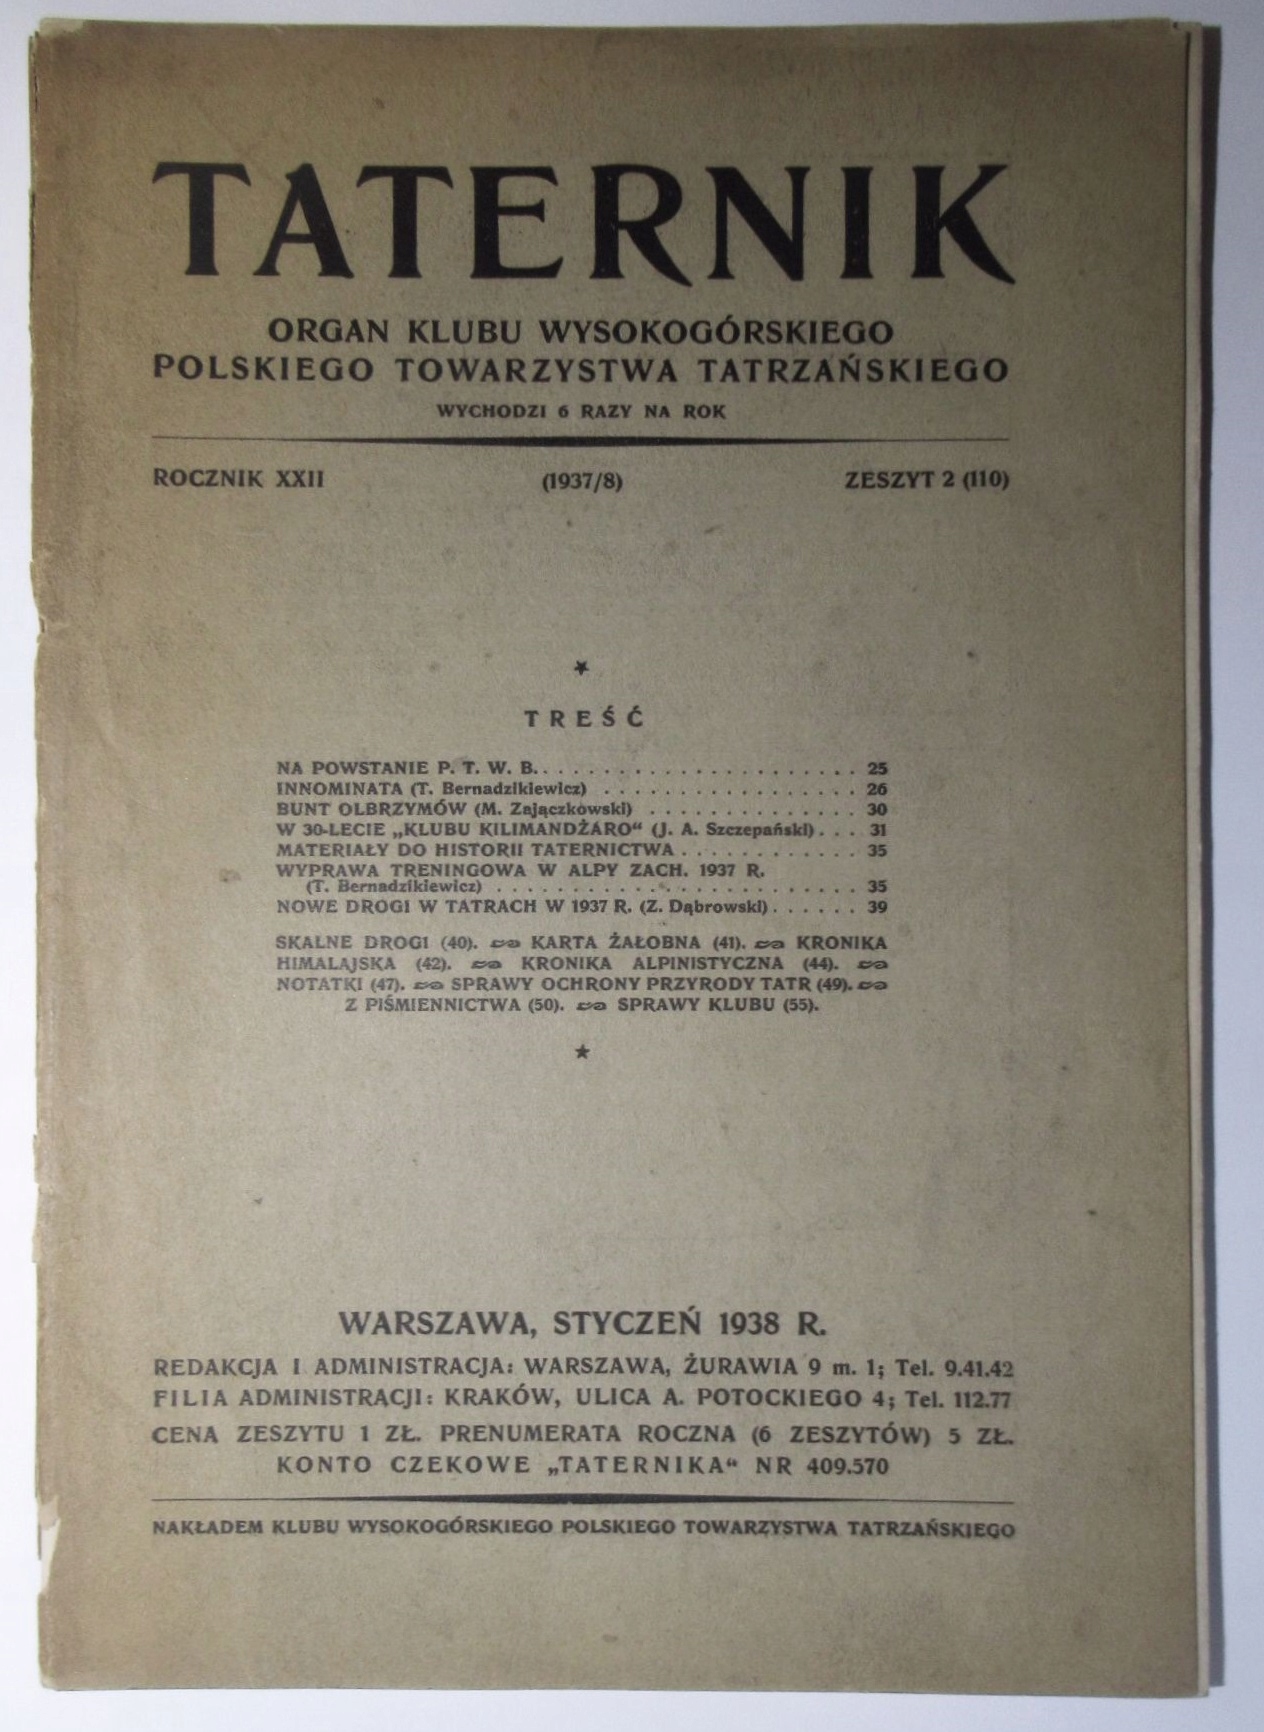 TATERNIK
ORGAN KLUBU WYSOKOGÓRSKIEGO
POLSKIEGO TOWARZYSTWA TATRZAŃSKIEGO
WYCHODZI 6 RAZY NA ROK
ROCZNIK XXII (1937/8) ZESZYT 2 (110)
TREŚĆ
NA POWSTANIE P. T. W. B. . . . . . . . . . . . . . . . . . . . . 25
INNOMINATA (T. Bernadzikiewicz) . . . . . . . . . . . . . . . . . 26
BUNT OLBRZYMÓW (M. Zajączkowski) . . . . . . . . . . . . . . 30
W 30-LECIE „KLUBU KILIMANDŻARO“ (J. A. Szczepański) . . . 31
MATERIAŁY DO HISTORII TATERNICTWA . . . . . . . . . . . . 35
WYPRAWA TRENINGOWA W ALPY ZACH. 1937 R.
(T. Bernadzikiewicz) . . . . . . . . . . . . . . . . . . . . . . . . 35
NOWE DROGI W TATRACH W 1937 R. (Z. Dąbrowski) . . . . . . 39
SKALNE DROGI (40). KARTA ŻAŁOBNA (41). KRONIKA
HIMALAJSKA (42). KRONIKA ALPINISTYCZNA (44).
NOTATKI (47). SPRAWY OCHRONY PRZYRODY TATR (49).
Z PIŚMIENNICTWA (50). SPRAWY KLUBU (55).
WARSZAWA, STYCZEŃ 1938 R.
REDAKCJA I ADMINISTRACJA: WARSZAWA, ŻURAWIA 9 m. 1; Tel. 9.41.42
FILIA ADMINISTRACJI: KRAKÓW, ULICA A. POTOCKIEGO 4; Tel. 112.77
CENA ZESZYTU 1 ZŁ. PRENUMERATA ROCZNA (6 ZESZYTÓW) 5 ZŁ.
KONTO CZEKOWE „TATERNIKA“ NR 409.570
NAKŁADEM KLUBU WYSOKOGÓRSKIEGO POLSKIEGO TOWARZYSTWA TATRZAŃSKIEGO